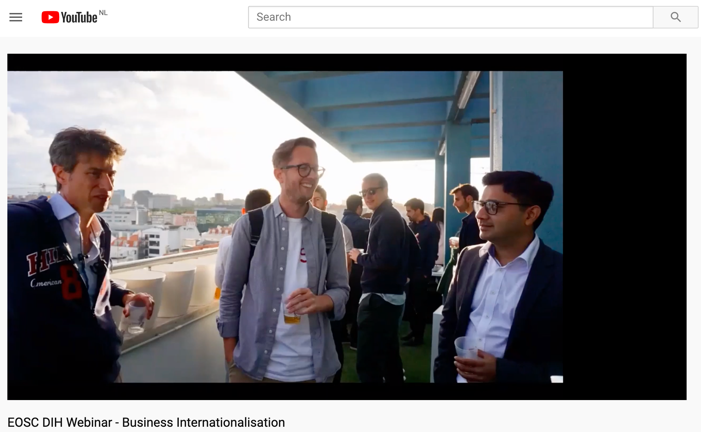 YouTube NL
Search
EOSC DIH Webinar - Business Internationalisation